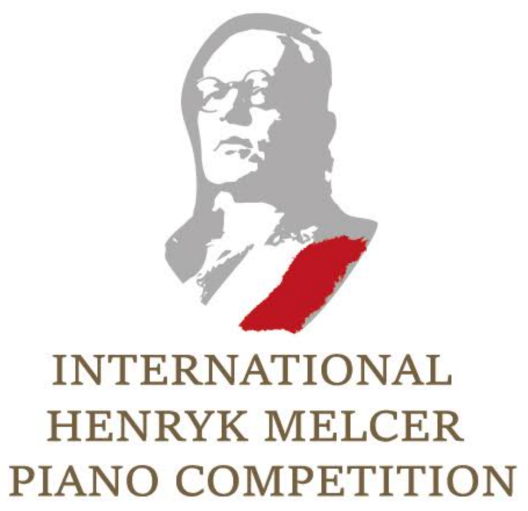 INTERNATIONAL
HENRYK MELCER
PIANO COMPETITION